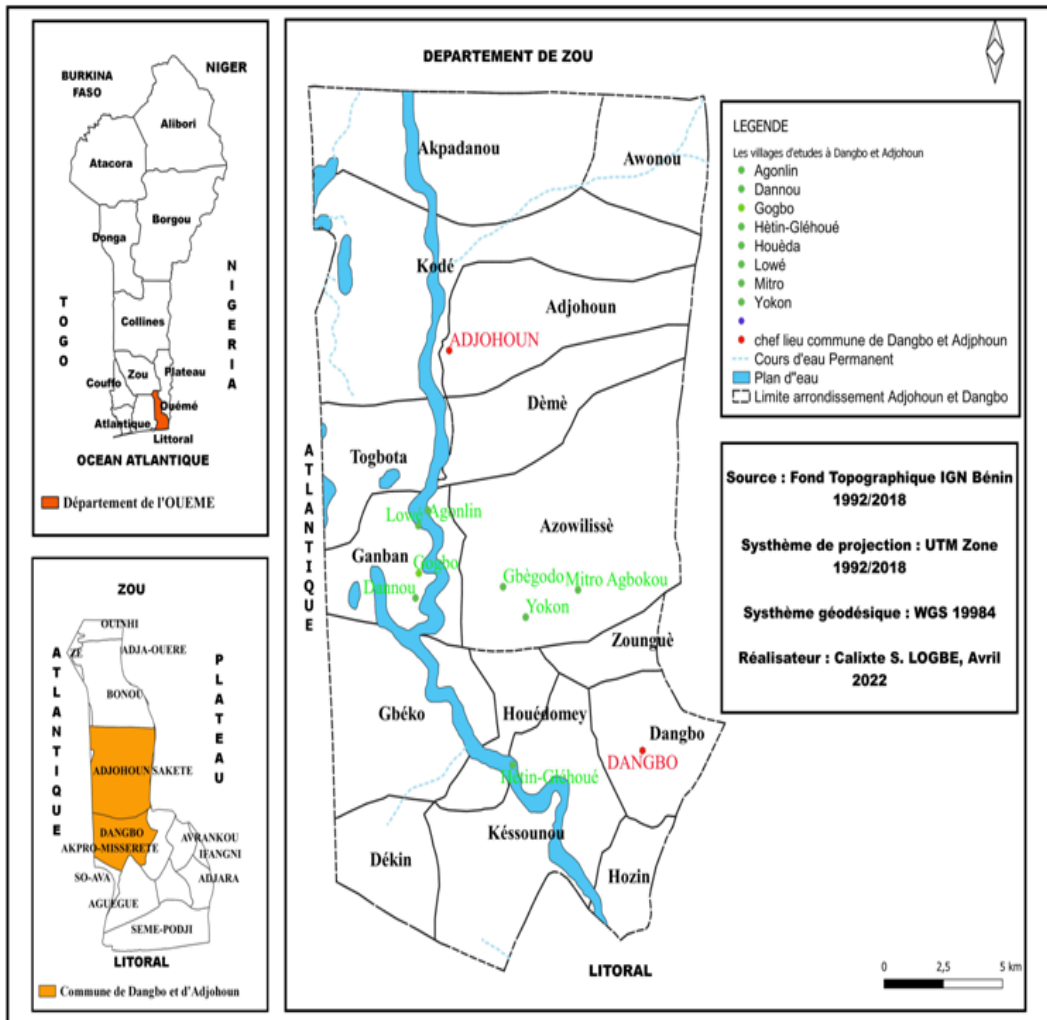 BURKINA
FASO
NIGER
Alibori
Atacora
Borgou
Donga
T O G O
N I G E R I A
Collines
Zou
Plateau
Couffo
Ouémé
Atlantique
Littoral
OCEAN ATLANTIQUE
Département de l'OUEME
ZOU
OUINHI
ZE
ADJA-OUERE
A T L A N T I Q U E
P L A T E A U
BONOU
ADJOHOUN
SAKETE
DANGBO
AVRANKOU
AKPRO-MISSERETE
IFANGNI
SO-AVA
ADJARA
AGUEGUE
SEME-PODJI
LITORAL
Commune de Dangbo et d'Adjohoun
DEPARTEMENT DE ZOU
Akpadanou
Awonou
Kodé
Adjohoun
ADJOHOUN
Dèmè
A T L A N T I Q U E
Togbota
Lowé
Agonlin
Azowilissè
Ganban
Gogbo
Dannou
Gbègodo
Mitro Agbokou
Yokon
Zounguè
Gbéko
Houédomey
Dangbo
DANGBO
Hètin-Gléhoué
Késsounou
Dékin
Hozin
LITORAL
LEGENDE
Les villages d'etudes à Dangbo et Adjohoun
Agonlin
Dannou
Gogbo
Hètin-Gléhoué
Houèda
Lowé
Mitro
Yokon
chef lieu commune de Dangbo et Adjphoun
Cours d'eau Permanent
Plan d"eau
Limite arrondissement Adjohoun et Dangbo
Source : Fond Topographique IGN Bénin
1992/2018
Systhème de projection : UTM Zone
1992/2018
Systhème géodésique : WGS 19984
Réalisateur : Calixte S. LOGBE, Avril
2022
0 2,5 5 km